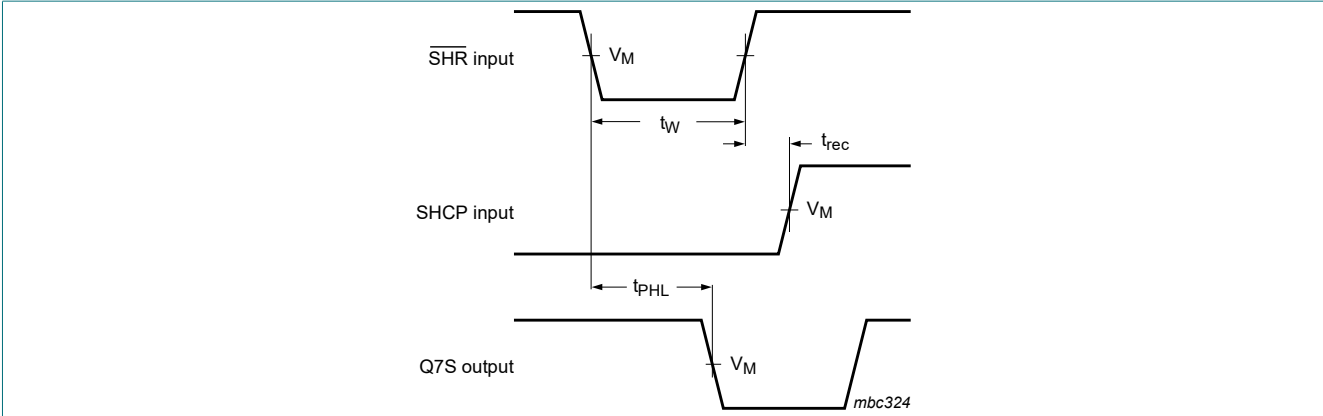 SHR input
VM
tW
trec
SHCP input
VM
tPHL
Q7S output
VM
mbc324